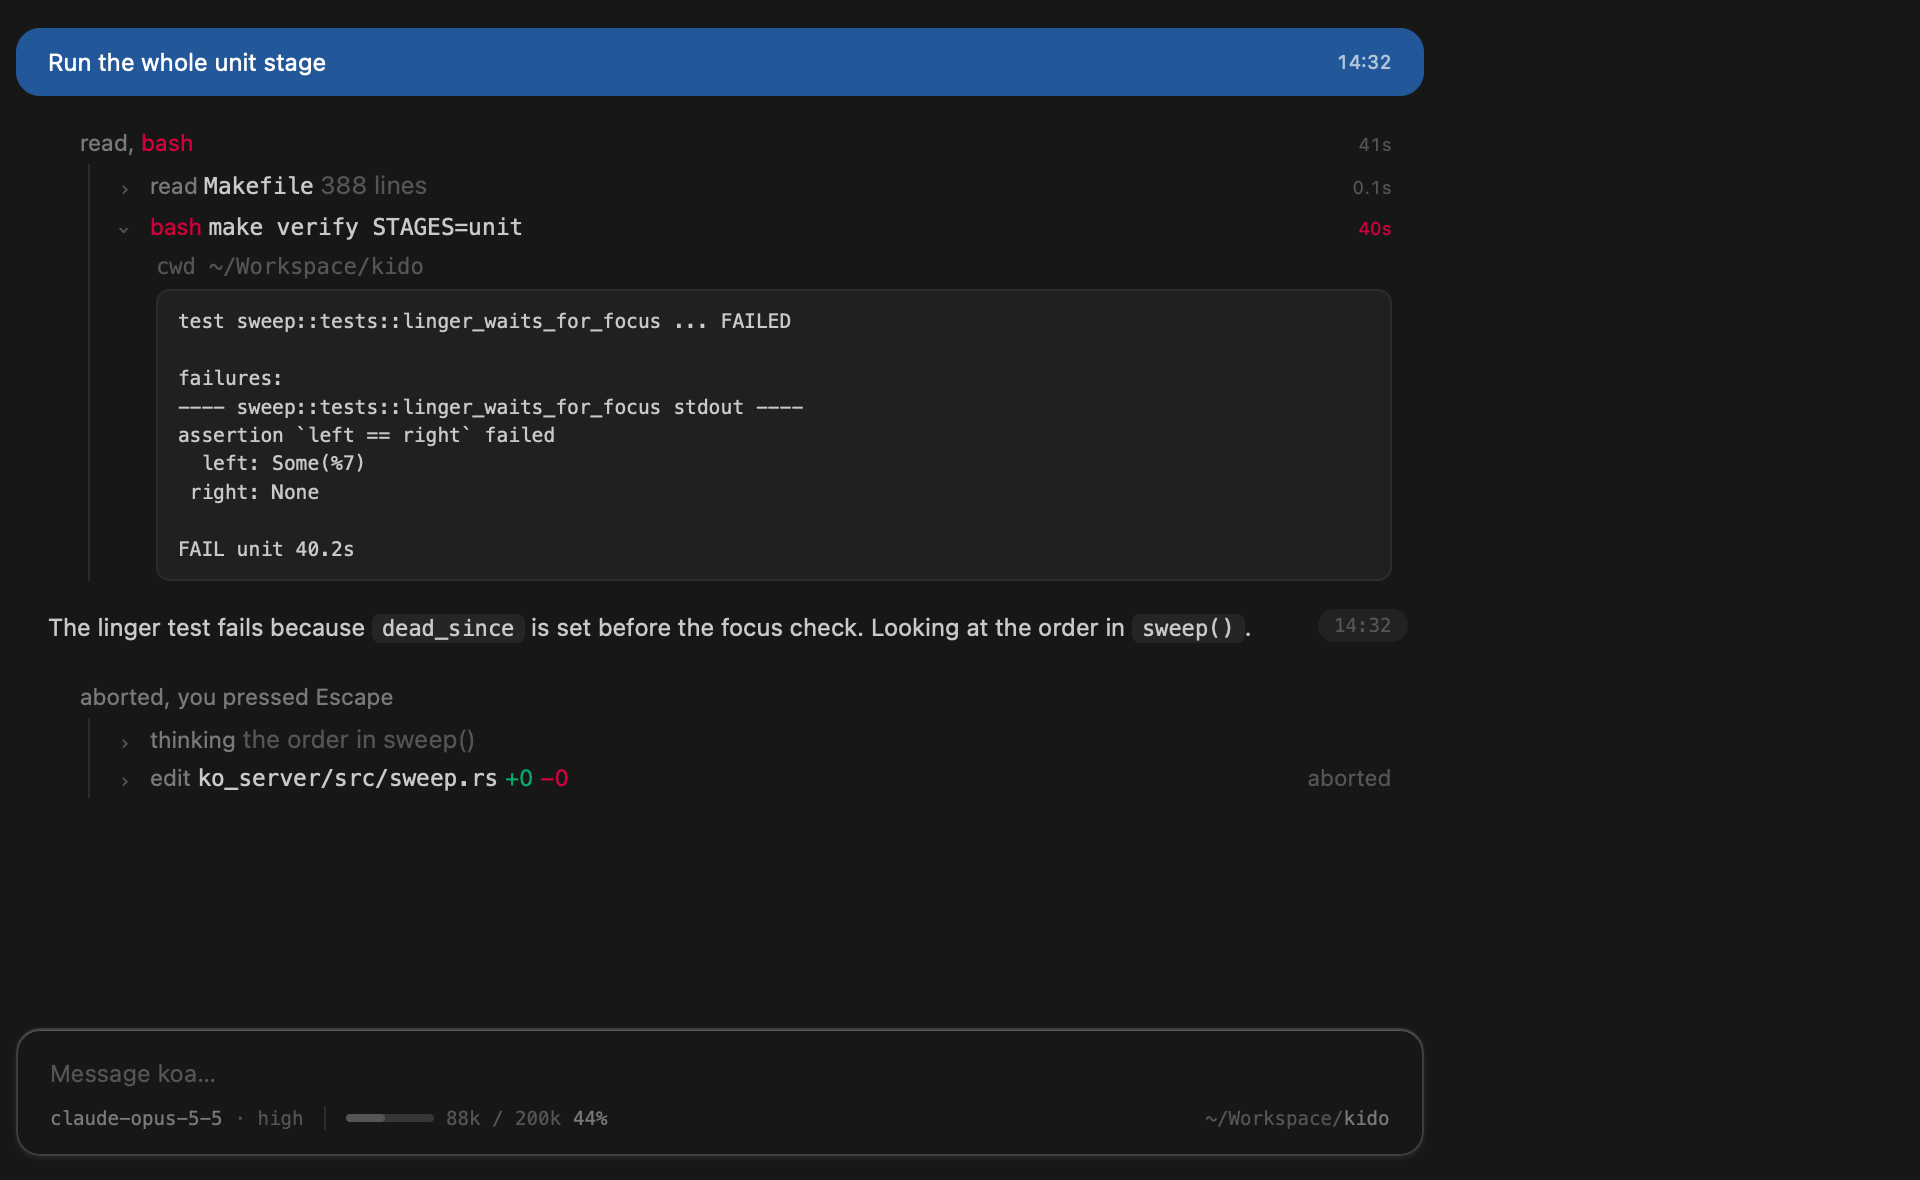 Run the whole unit stage 14:32
read, bash 41s
› read Makefile 388 lines 0.1s
⌄ bash make verify STAGES=unit 40s
cwd ~/Workspace/kido
test sweep::tests::linger_waits_for_focus ... FAILED
failures:
---- sweep::tests::linger_waits_for_focus stdout ----
assertion `left == right` failed
  left: Some(%7)
 right: None
FAIL unit 40.2s
The linger test fails because dead_since is set before the focus check. Looking at the order in sweep(). 14:32
aborted, you pressed Escape
› thinking the order in sweep()
› edit ko_server/src/sweep.rs +0 −0 aborted
Message koa...
claude-opus-5-5 · high | 88k / 200k 44% ~/Workspace/kido